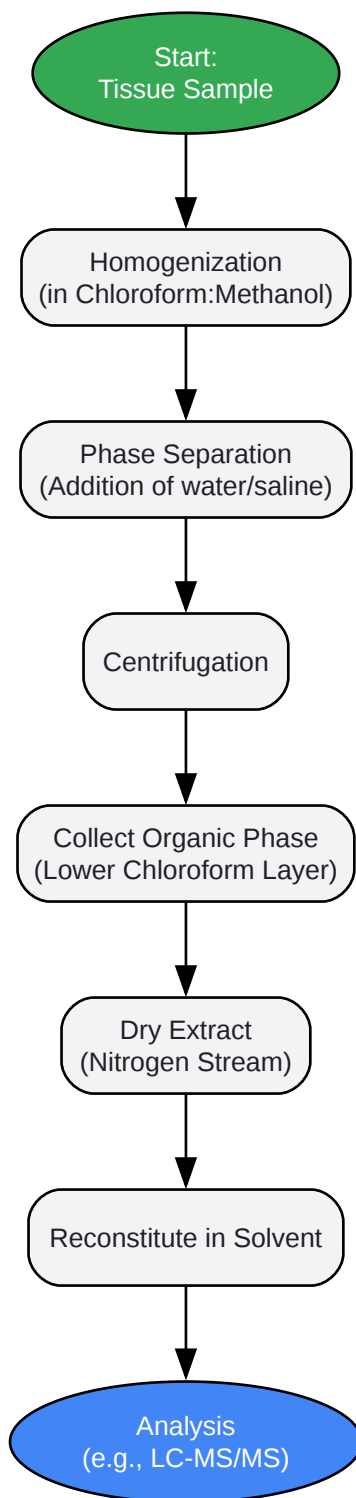 Start:
Tissue Sample
Homogenization
(in Chloroform:Methanol)
Phase Separation
(Addition of water/saline)
Centrifugation
Collect Organic Phase
(Lower Chloroform Layer)
Dry Extract
(Nitrogen Stream)
Reconstitute in Solvent
Analysis
(e.g., LC-MS/MS)